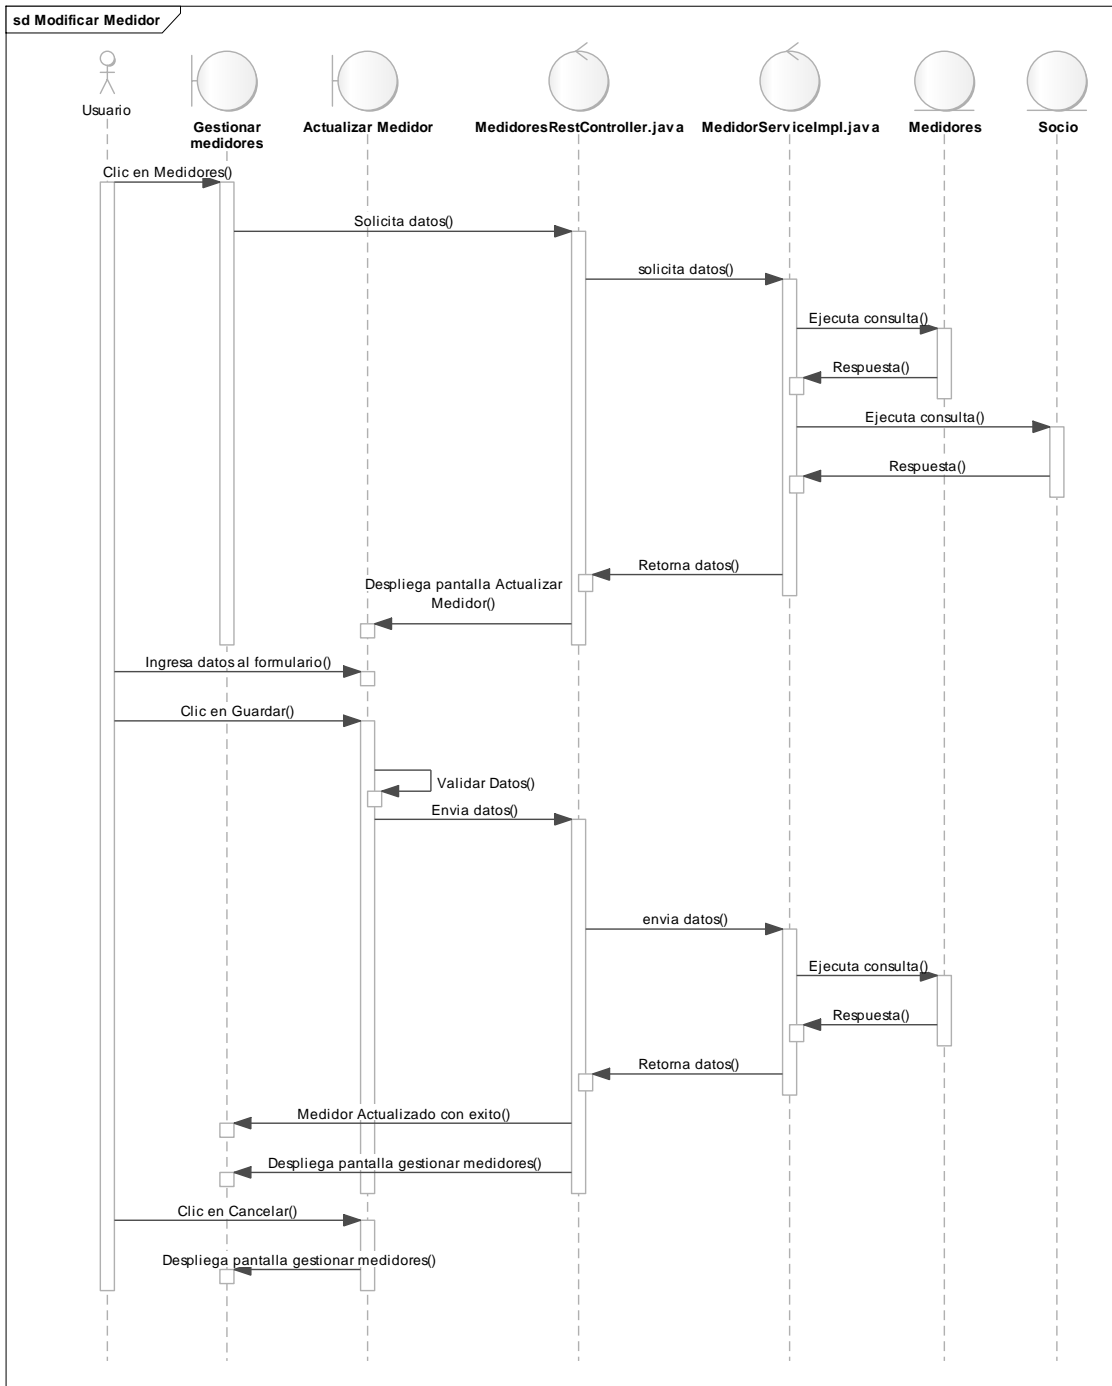 sd Modificar Medidor
Usuario
Gestionar
medidores
Actualizar Medidor
MedidoresRestController.java
MedidorServiceImpl.java
Medidores
Socio
Clic en Medidores()
Solicita datos()
solicita datos()
Ejecuta consulta()
Respuesta()
Ejecuta consulta()
Respuesta()
Retorna datos()
Despliega pantalla Actualizar
Medidor()
Ingresa datos al formulario()
Clic en Guardar()
Validar Datos()
Envia datos()
envia datos()
Ejecuta consulta()
Respuesta()
Retorna datos()
Medidor Actualizado con exito()
Despliega pantalla gestionar medidores()
Clic en Cancelar()
Despliega pantalla gestionar medidores()